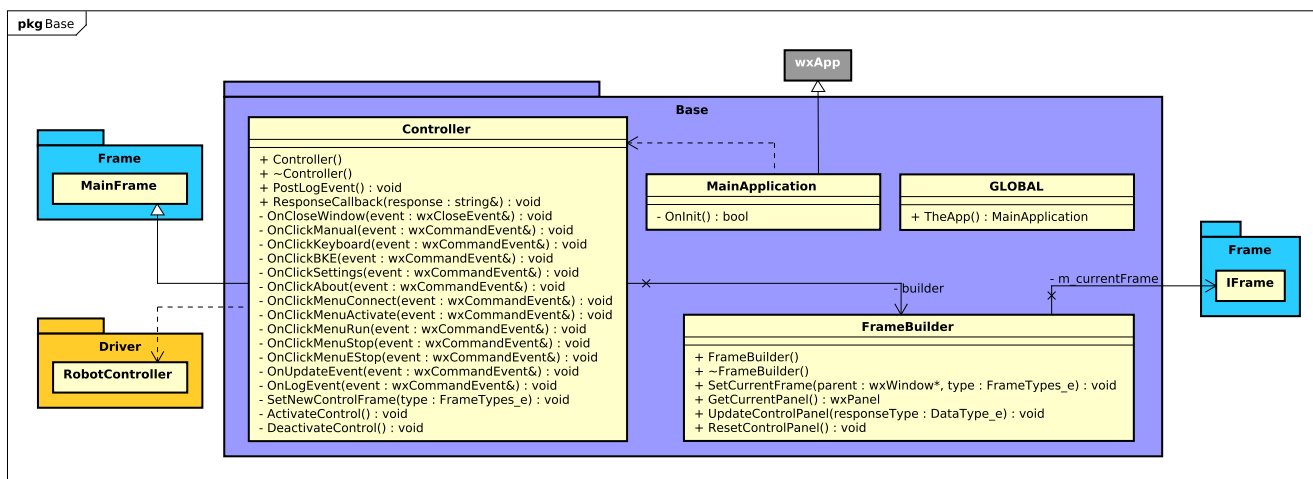 pkg Base
wxApp
Base
Controller
+ Controller()
+ ~Controller()
+ PostLogEvent() : void
+ ResponseCallback(response : string&) : void
- OnCloseWindow(event : wxCloseEvent&) : void
- OnClickManual(event : wxCommandEvent&) : void
- OnClickKeyboard(event : wxCommandEvent&) : void
- OnClickBKE(event : wxCommandEvent&) : void
- OnClickSettings(event : wxCommandEvent&) : void
- OnClickAbout(event : wxCommandEvent&) : void
- OnClickMenuConnect(event : wxCommandEvent&) : void
- OnClickMenuActivate(event : wxCommandEvent&) : void
- OnClickMenuRun(event : wxCommandEvent&) : void
- OnClickMenuStop(event : wxCommandEvent&) : void
- OnClickMenuEStop(event : wxCommandEvent&) : void
- OnUpdateEvent(event : wxCommandEvent&) : void
- OnLogEvent(event : wxCommandEvent&) : void
- SetNewControlFrame(type : FrameTypes_e) : void
- ActivateControl() : void
- DeactivateControl() : void
Frame
MainFrame
Driver
RobotController
MainApplication
- OnInit() : bool
GLOBAL
+ TheApp() : MainApplication
- builder
- m_currentFrame
FrameBuilder
+ FrameBuilder()
+ ~FrameBuilder()
+ SetCurrentFrame(parent : wxWindow*, type : FrameTypes_e) : void
+ GetCurrentPanel() : wxPanel
+ UpdateControlPanel(responseType : DataType_e) : void
+ ResetControlPanel() : void
Frame
IFrame